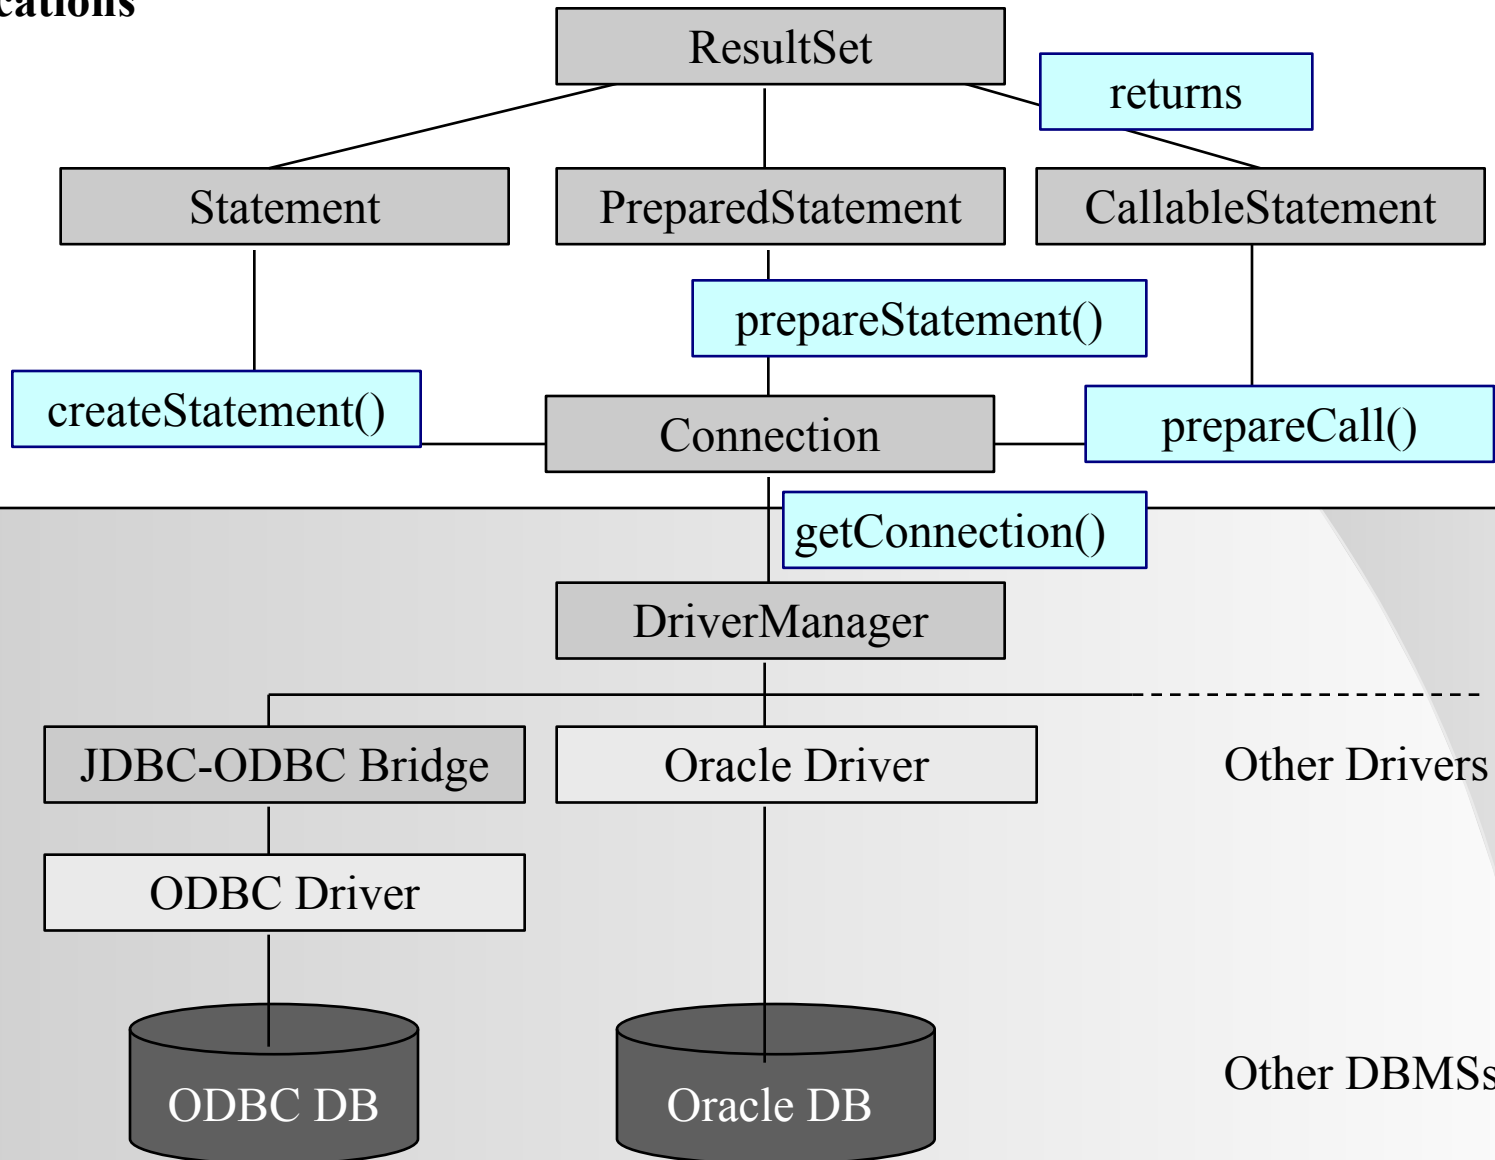 ResultSet
returns
Statement
PreparedStatement
CallableStatement
prepareStatement()
createStatement()
Connection
prepareCall()
getConnection()
DriverManager
JDBC-ODBC Bridge
Oracle Driver
Other Drivers
ODBC Driver
ODBC DB
Oracle DB
Other DBMSs